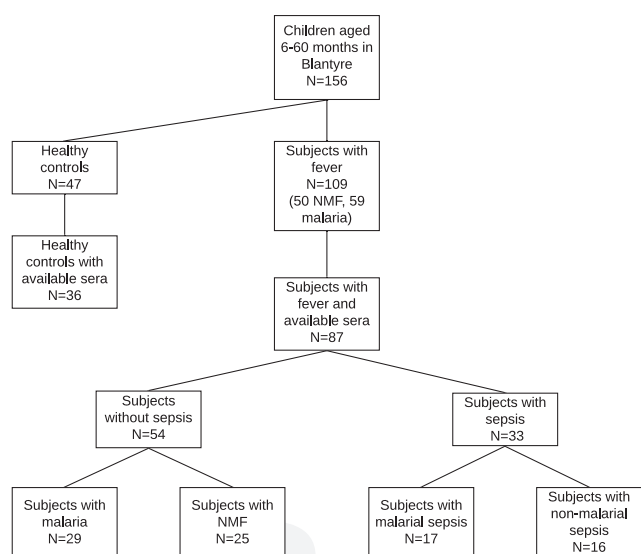 Children aged
6-60 months in
Blantyre
N=156
Healthy
controls
N=47
Subjects with
fever
N=109
(50 NMF, 59
malaria)
Healthy
controls with
available sera
N=36
Subjects with
fever and
available sera
N=87
Subjects
without sepsis
N=54
Subjects with
sepsis
N=33
Subjects with
malaria
N=29
Subjects with
NMF
N=25
Subjects with
malarial sepsis
N=17
Subjects with
non-malarial
sepsis
N=16